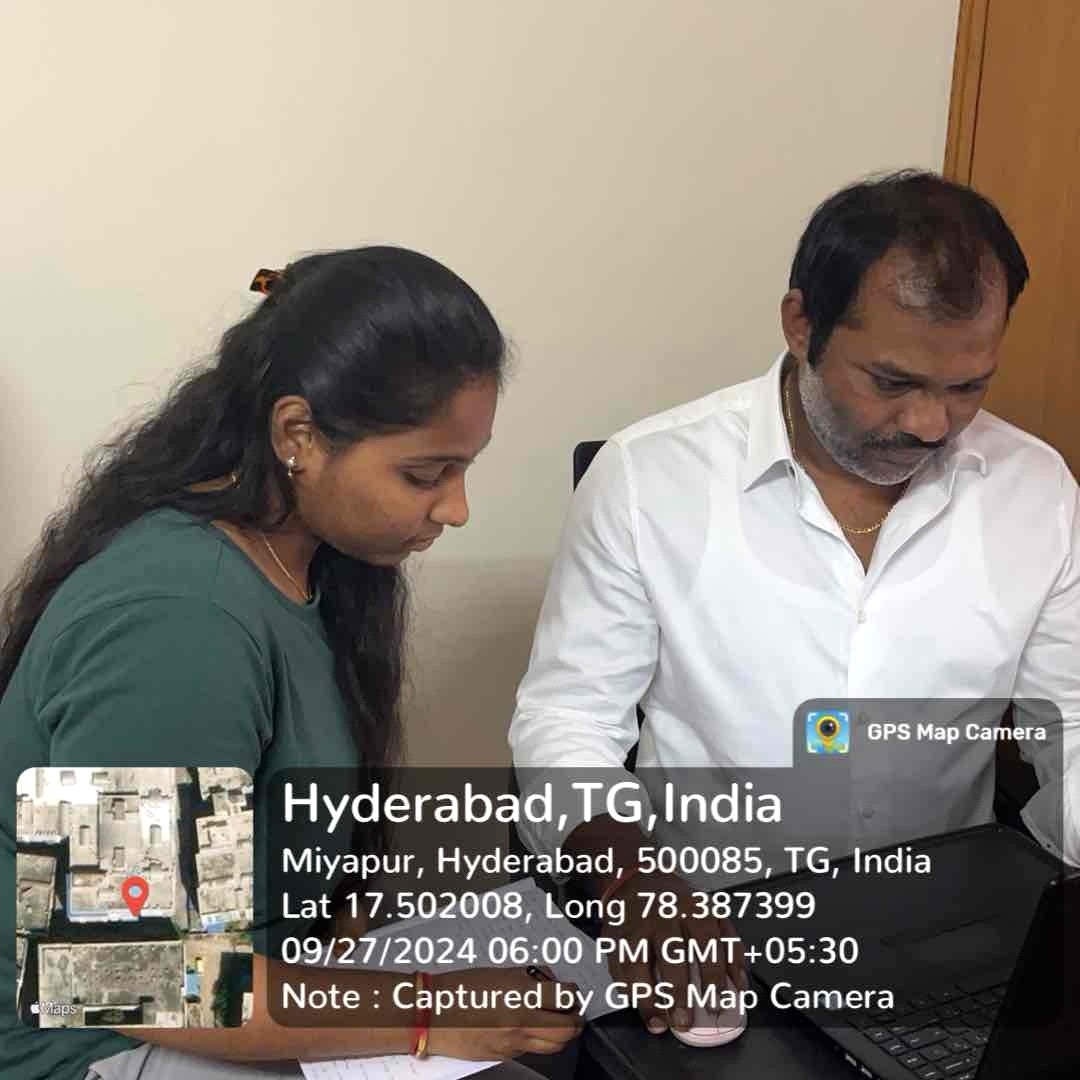 GPS Map Camera
Hyderabad,TG,India
Miyapur, Hyderabad, 500085, TG, India
Lat 17.502008, Long 78.387399
09/27/2024 06:00 PM GMT+05:30
Note : Captured by GPS Map Camera
Maps